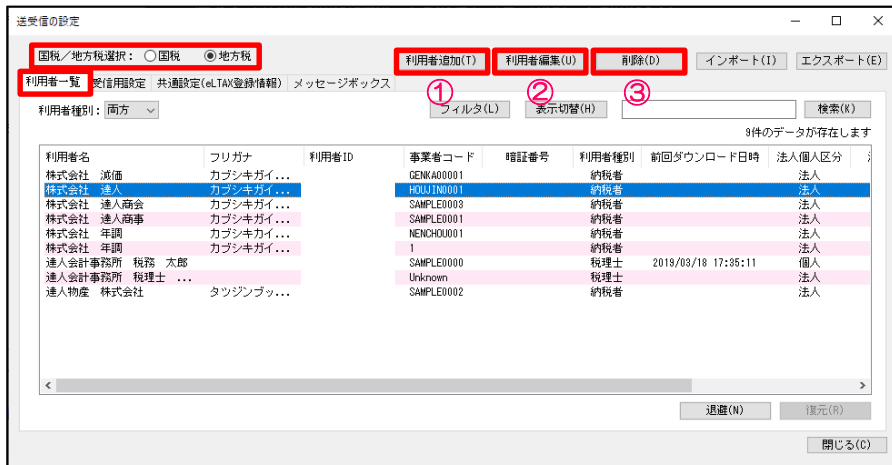 送受信の設定
国税／地方税選択： 国税 地方税
利用者追加(T) 利用者編集(U) 削除(D) インポート(I) エクスポート(E)
利用者一覧 受信用設定 共通設定(eLTAX登録情報) メッセージボックス
① ② ③
利用者種別： 両方 フィルタ(L) 表示切替(H) 検索(K)
9件のデータが存在します
利用者名 フリガナ 利用者ID 事業者コード 暗証番号 利用者種別 前回ダウンロード日時 法人個人区分
株式会社 減価 カブシキガイ... GENKA00001 納税者 法人
株式会社 達人 カブシキガイ... HOUJIN0001 納税者 法人
株式会社 達人商会 カブシキガイ... SAMPLE0003 納税者 法人
株式会社 達人商事 カブシキカイ... SAMPLE0001 納税者 法人
株式会社 年調 カブシキカイ... NENCHOU001 納税者 法人
株式会社 年調 カブシキガイ... 1 納税者 法人
達人会計事務所 税務 太郎 SAMPLE0000 税理士 2019/03/18 17:35:11 個人
達人会計事務所 税理士 ... Unknown 税理士 法人
達人物産 株式会社 タツジンブッ... SAMPLE0002 納税者 法人
退避(N) 復元(R)
閉じる(C)